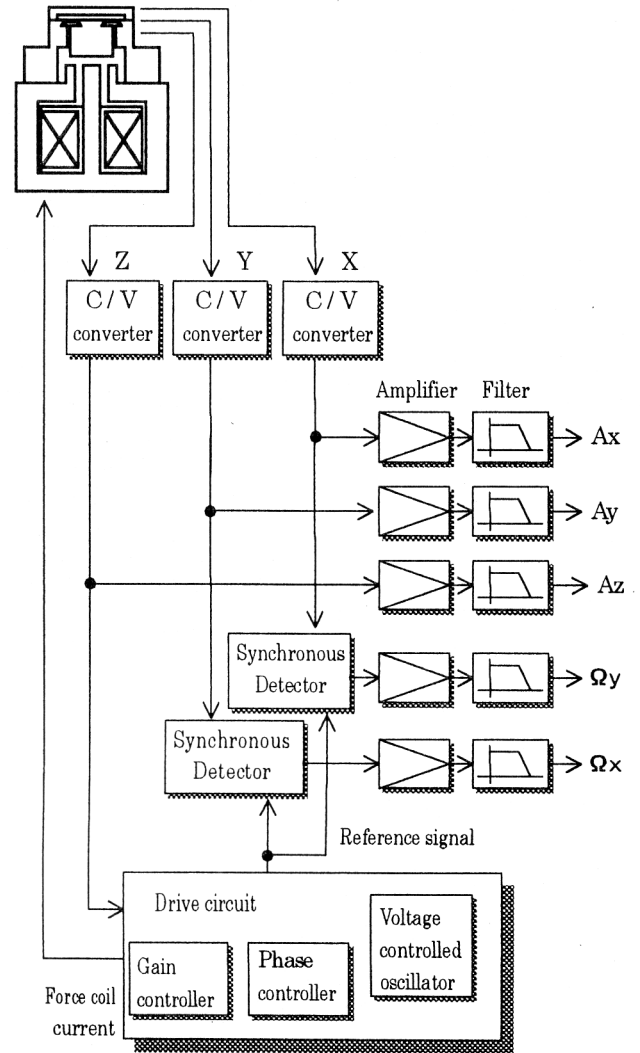 Z Y X
C / V
converter
C / V
converter
C / V
converter
Amplifier Filter
Ax
Ay
Az
Synchronous
Detector
Ωy
Synchronous
Detector
Ωx
Reference signal
Drive circuit
Voltage
controlled
oscillator
Gain
controller
Phase
controller
Force coil
current